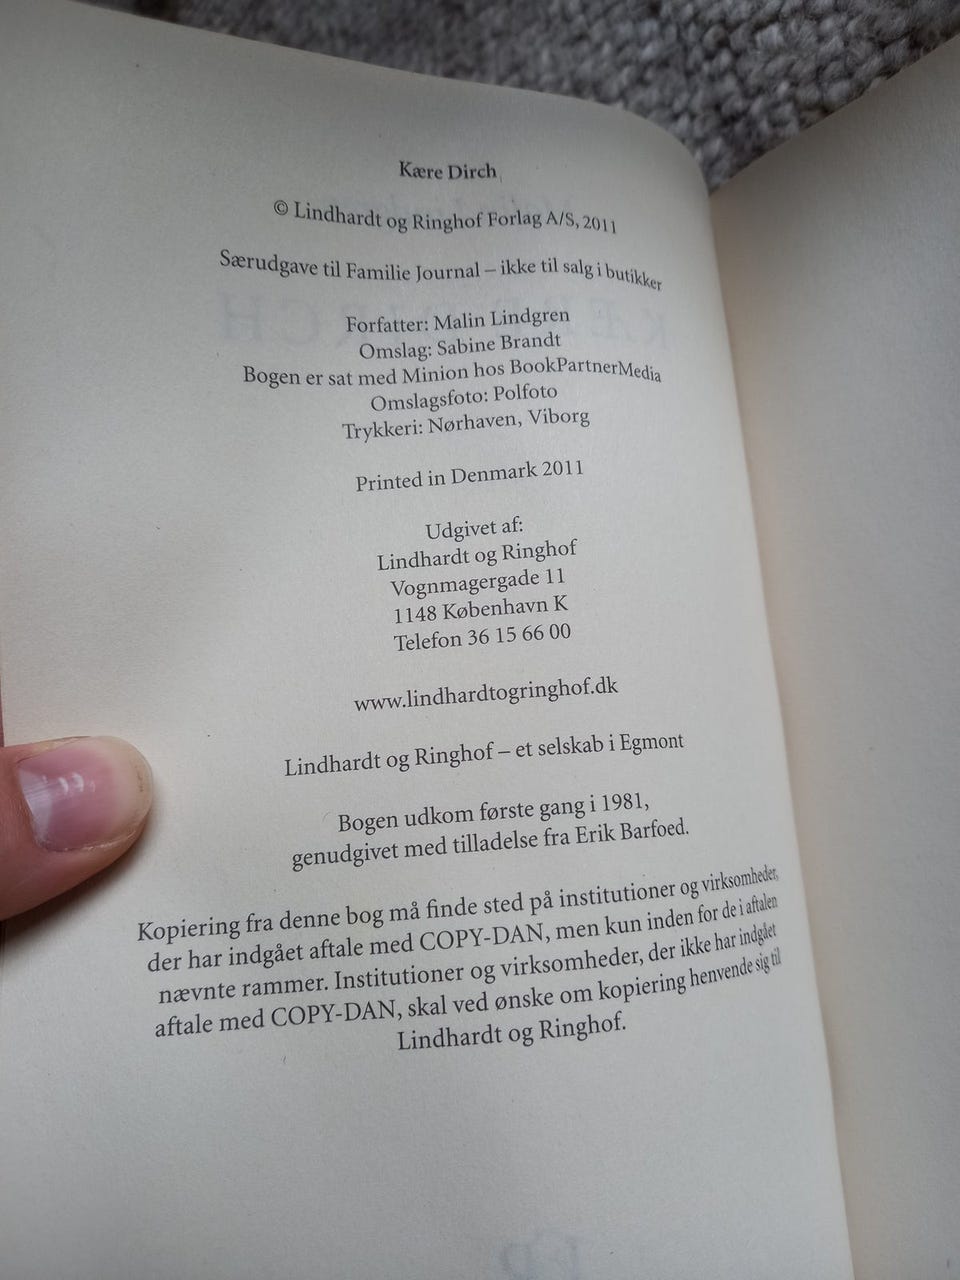 Kære Dirch
© Lindhardt og Ringhof Forlag A/S, 2011
Særudgave til Familie Journal – ikke til salg i butikker
Forfatter: Malin Lindgren
Omslag: Sabine Brandt
Bogen er sat med Minion hos BookPartnerMedia
Omslagsfoto: Polfoto
Trykkeri: Nørhaven, Viborg
Printed in Denmark 2011
Udgivet af:
Lindhardt og Ringhof
Vognmagergade 11
1148 København K
Telefon 36 15 66 00
www.lindhardtogringhof.dk
Lindhardt og Ringhof – et selskab i Egmont
Bogen udkom første gang i 1981,
genudgivet med tilladelse fra Erik Barfoed.
Kopiering fra denne bog må finde sted på institutioner og virksomheder,
der har indgået aftale med COPY-DAN, men kun inden for de i aftalen
nævnte rammer. Institutioner og virksomheder, der ikke har indgået
aftale med COPY-DAN, skal ved ønske om kopiering henvende sig til
Lindhardt og Ringhof.